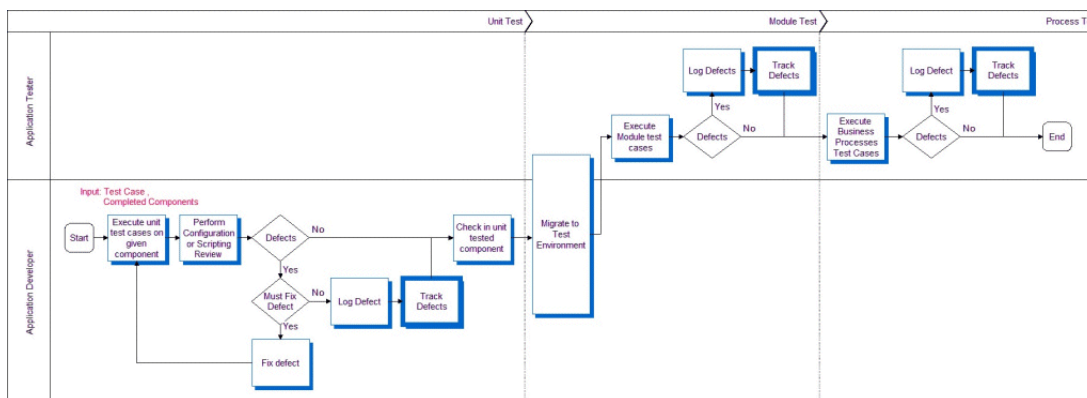 Unit Test
Module Test
Process T
Application Tester
Log Defects
Track
Defects
Log Defect
Track
Defects
Yes
Yes
Execute
Module test
cases
Defects
No
Execute
Business
Processes
Test Cases
Defects
No
End
Application Developer
Input: Test Case ,
Completed Components
Start
Execute unit
test cases on
given
component
Perform
Configuration
or Scripting
Review
Defects
No
Check in unit
tested
component
Migrate to
Test
Environment
Yes
Must Fix
Defect
No
Log Defect
Track
Defects
Yes
Fix defect